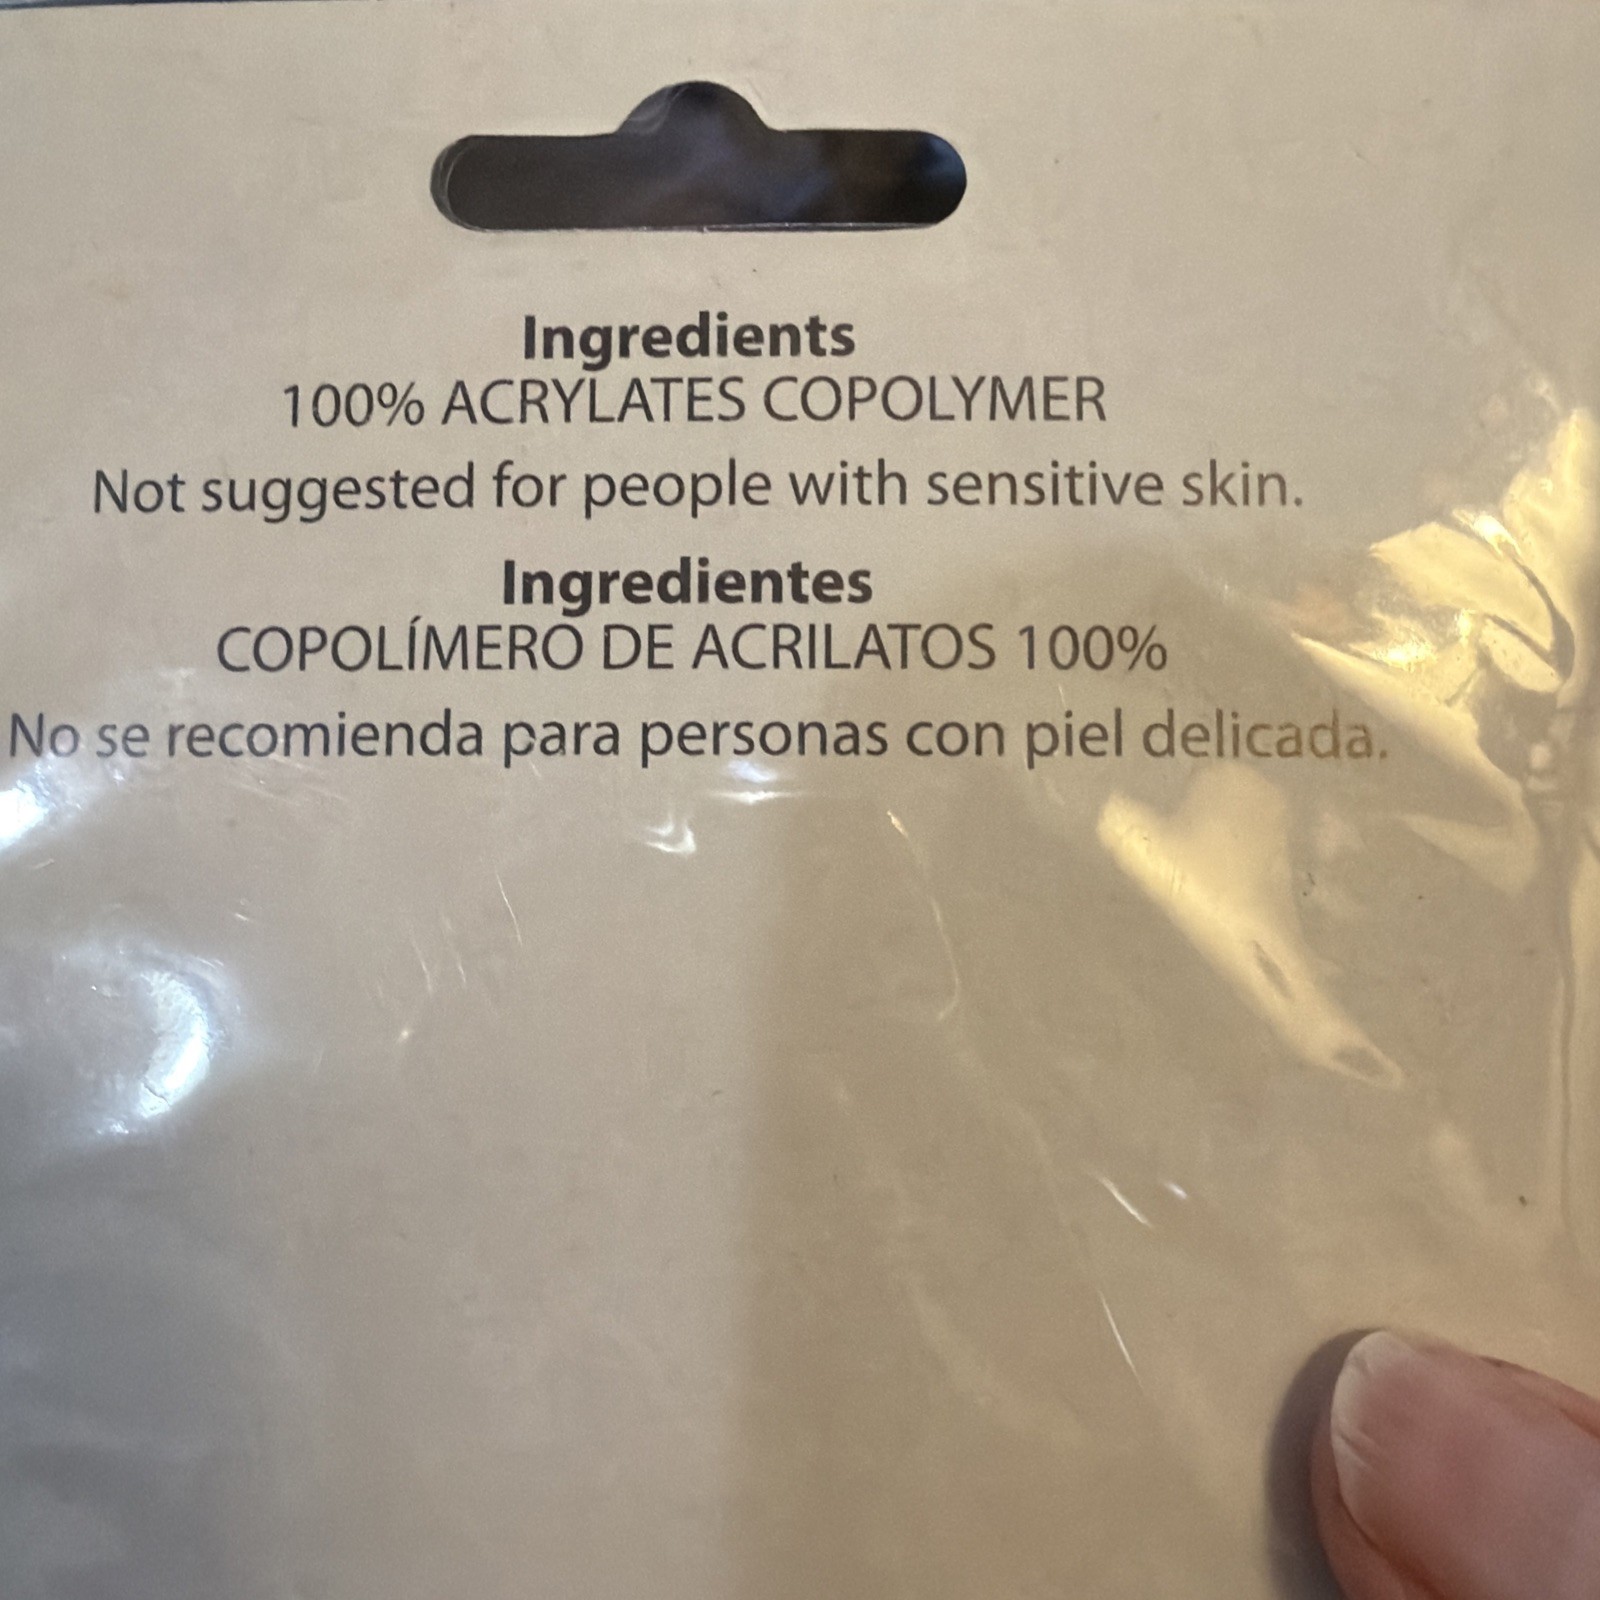 Ingredients
100% ACRYLATES COPOLYMER
Not suggested for people with sensitive skin.
Ingredientes
COPOLÍMERO DE ACRILATOS 100%
No se recomienda para personas con piel delicada.